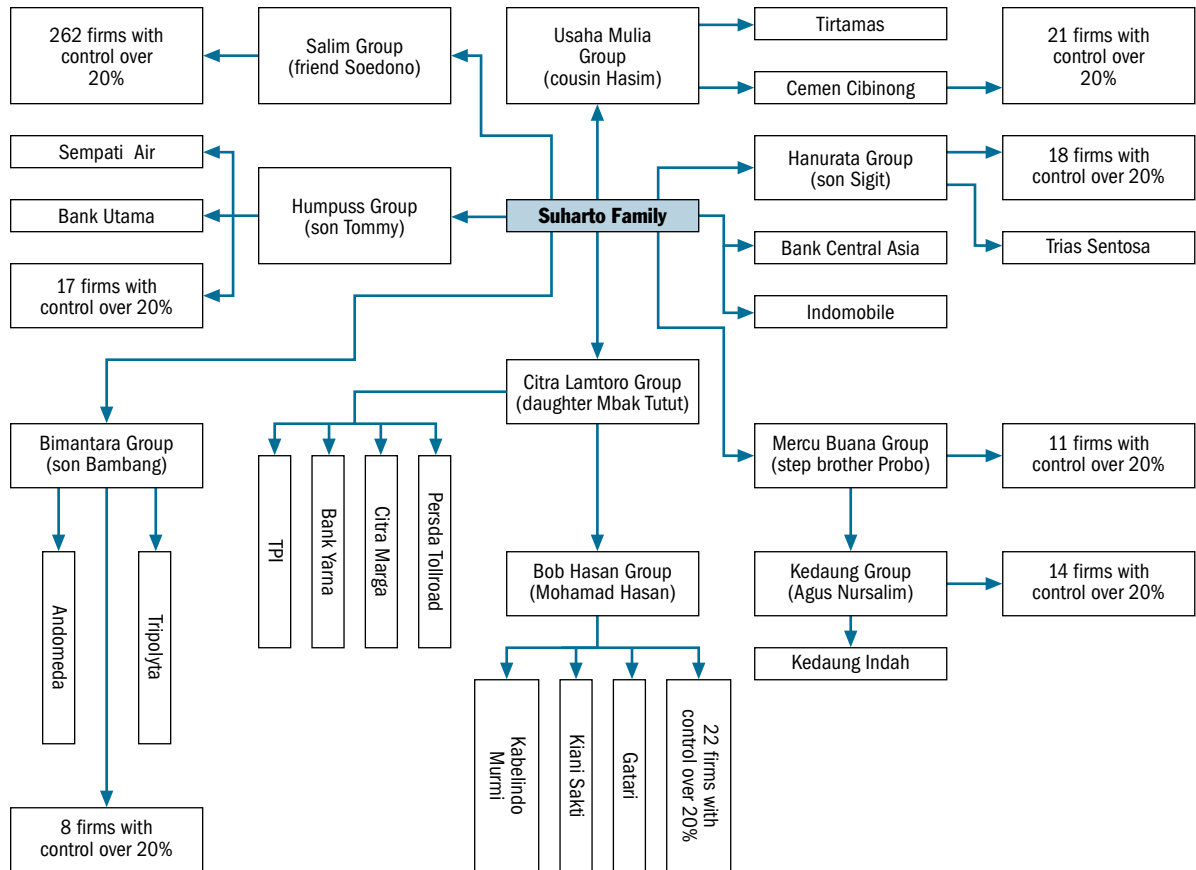 262 firms with
control over
20%
Salim Group
(friend Soedono)
Usaha Mulia
Group
(cousin Hasim)
Tirtamas
Cemen Cibinong
21 firms with
control over
20%
Sempati Air
Bank Utama
17 firms with
control over 20%
Humpuss Group
(son Tommy)
Suharto Family
Hanurata Group
(son Sigit)
18 firms with
control over 20%
Trias Sentosa
Bank Central Asia
Indomobile
Citra Lamtoro Group
(daughter Mbak Tutut)
Bimantara Group
(son Bambang)
TPI
Bank Yarna
Citra Marga
Persda Tollroad
Mercu Buana Group
(step brother Probo)
11 firms with
control over 20%
Andomeda
Tripolyta
Bob Hasan Group
(Mohamad Hasan)
Kedaung Group
(Agus Nursalim)
14 firms with
control over 20%
Kedaung Indah
Kabelindo
Murmi
Kiani Sakti
Gatari
22 firms with
control over 20%
8 firms with
control over 20%